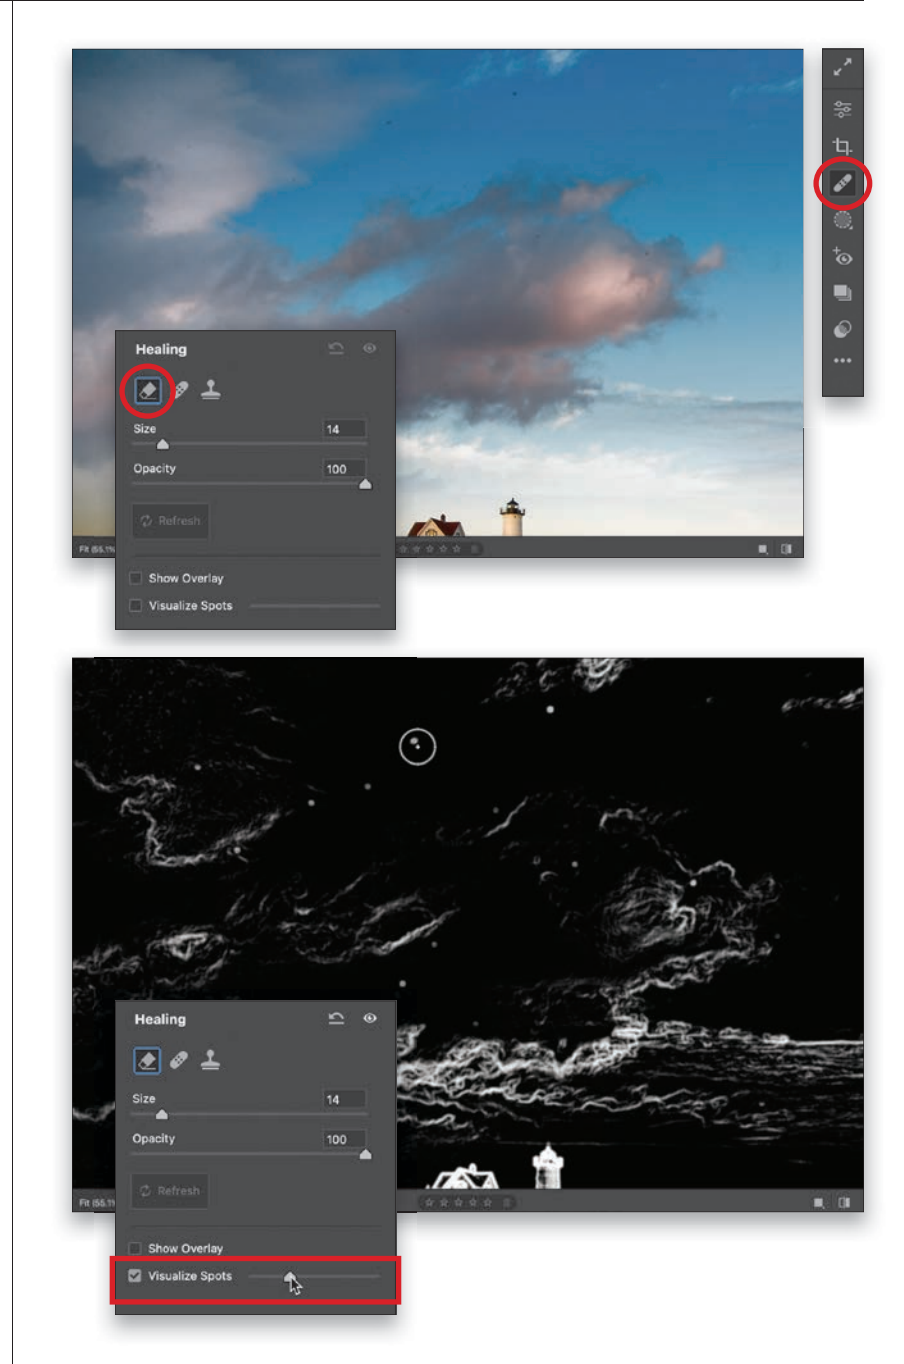 Healing
Size 14
Opacity 100
Refresh
Fit (55.1%
Show Overlay
Visualize Spots
Healing
Size 14
Opacity 100
Refresh
Fit (55.1%
Show Overlay
Visualize Spots